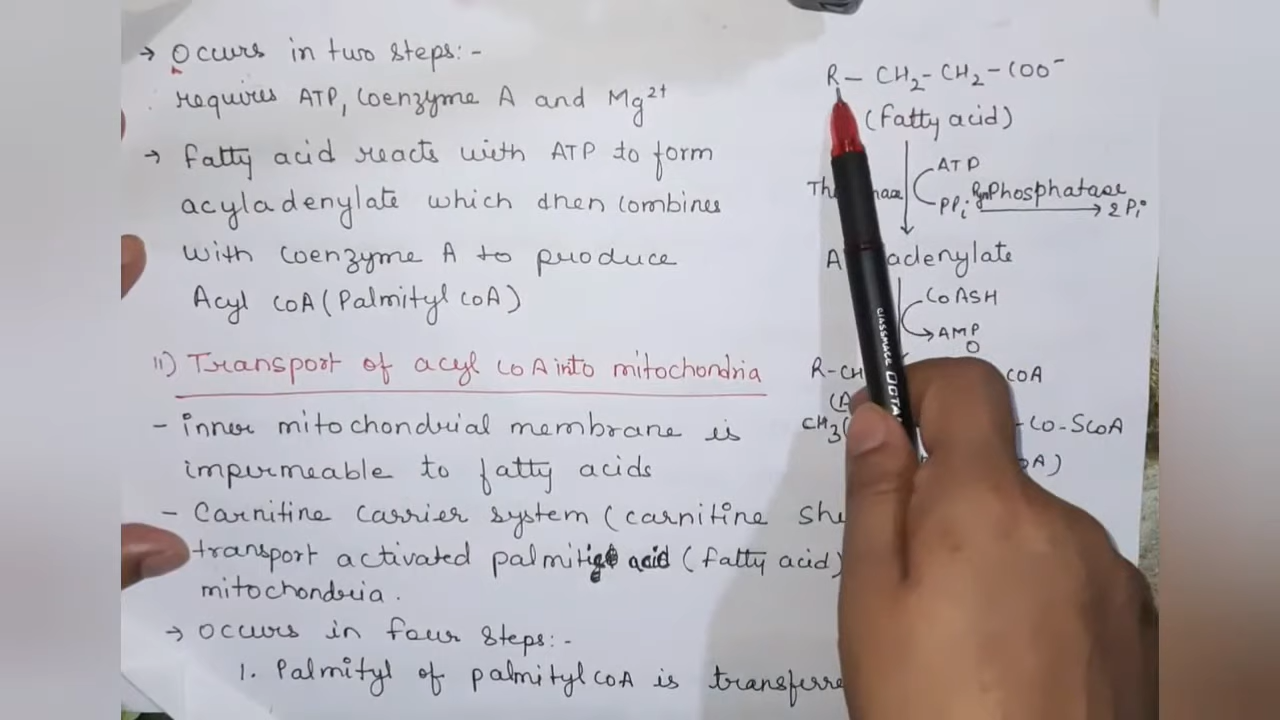 → Occurs in two steps:-
requires ATP, Coenzyme A and Mg²⁺
→ Fatty acid reacts with ATP to form
acyladenylate which then combines
with Coenzyme A to produce
Acyl CoA (Palmityl CoA)
ii) Transport of acyl CoA into mitochondria
- inner mitochondrial membrane is
impermeable to fatty acids
- Carnitine carrier system (carnitine
transport activated acid (fatty acid)
mitochondria.
→ Occurs in four steps:-
1. Palmityl of palmityl CoA is
R - CH₂ - CH₂ - COO⁻
(Fatty acid)
ATP
PPi Phosphatase → 2Pi
adenylate
CoASH
AMP
O
R-CH CoA
CH₃( -CO-SCoA
classmate OCTA